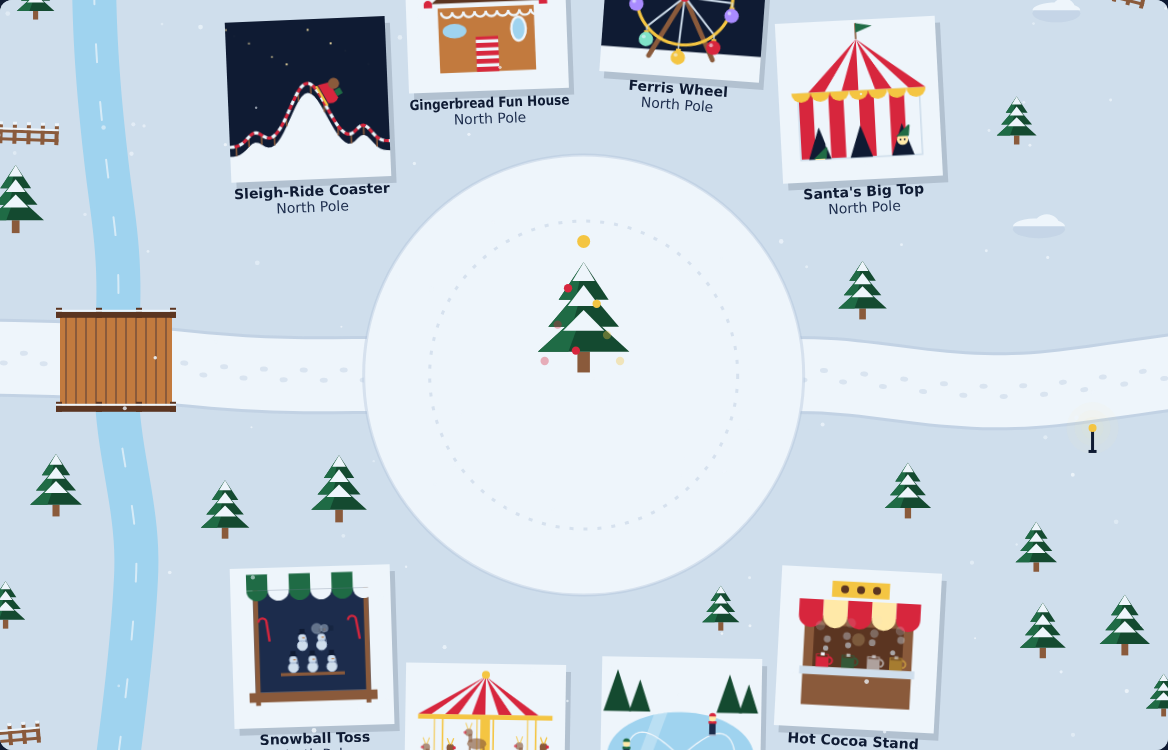 Gingerbread Fun House
North Pole
Ferris Wheel
North Pole
Sleigh-Ride Coaster
North Pole
Santa's Big Top
North Pole
Snowball Toss
Hot Cocoa Stand